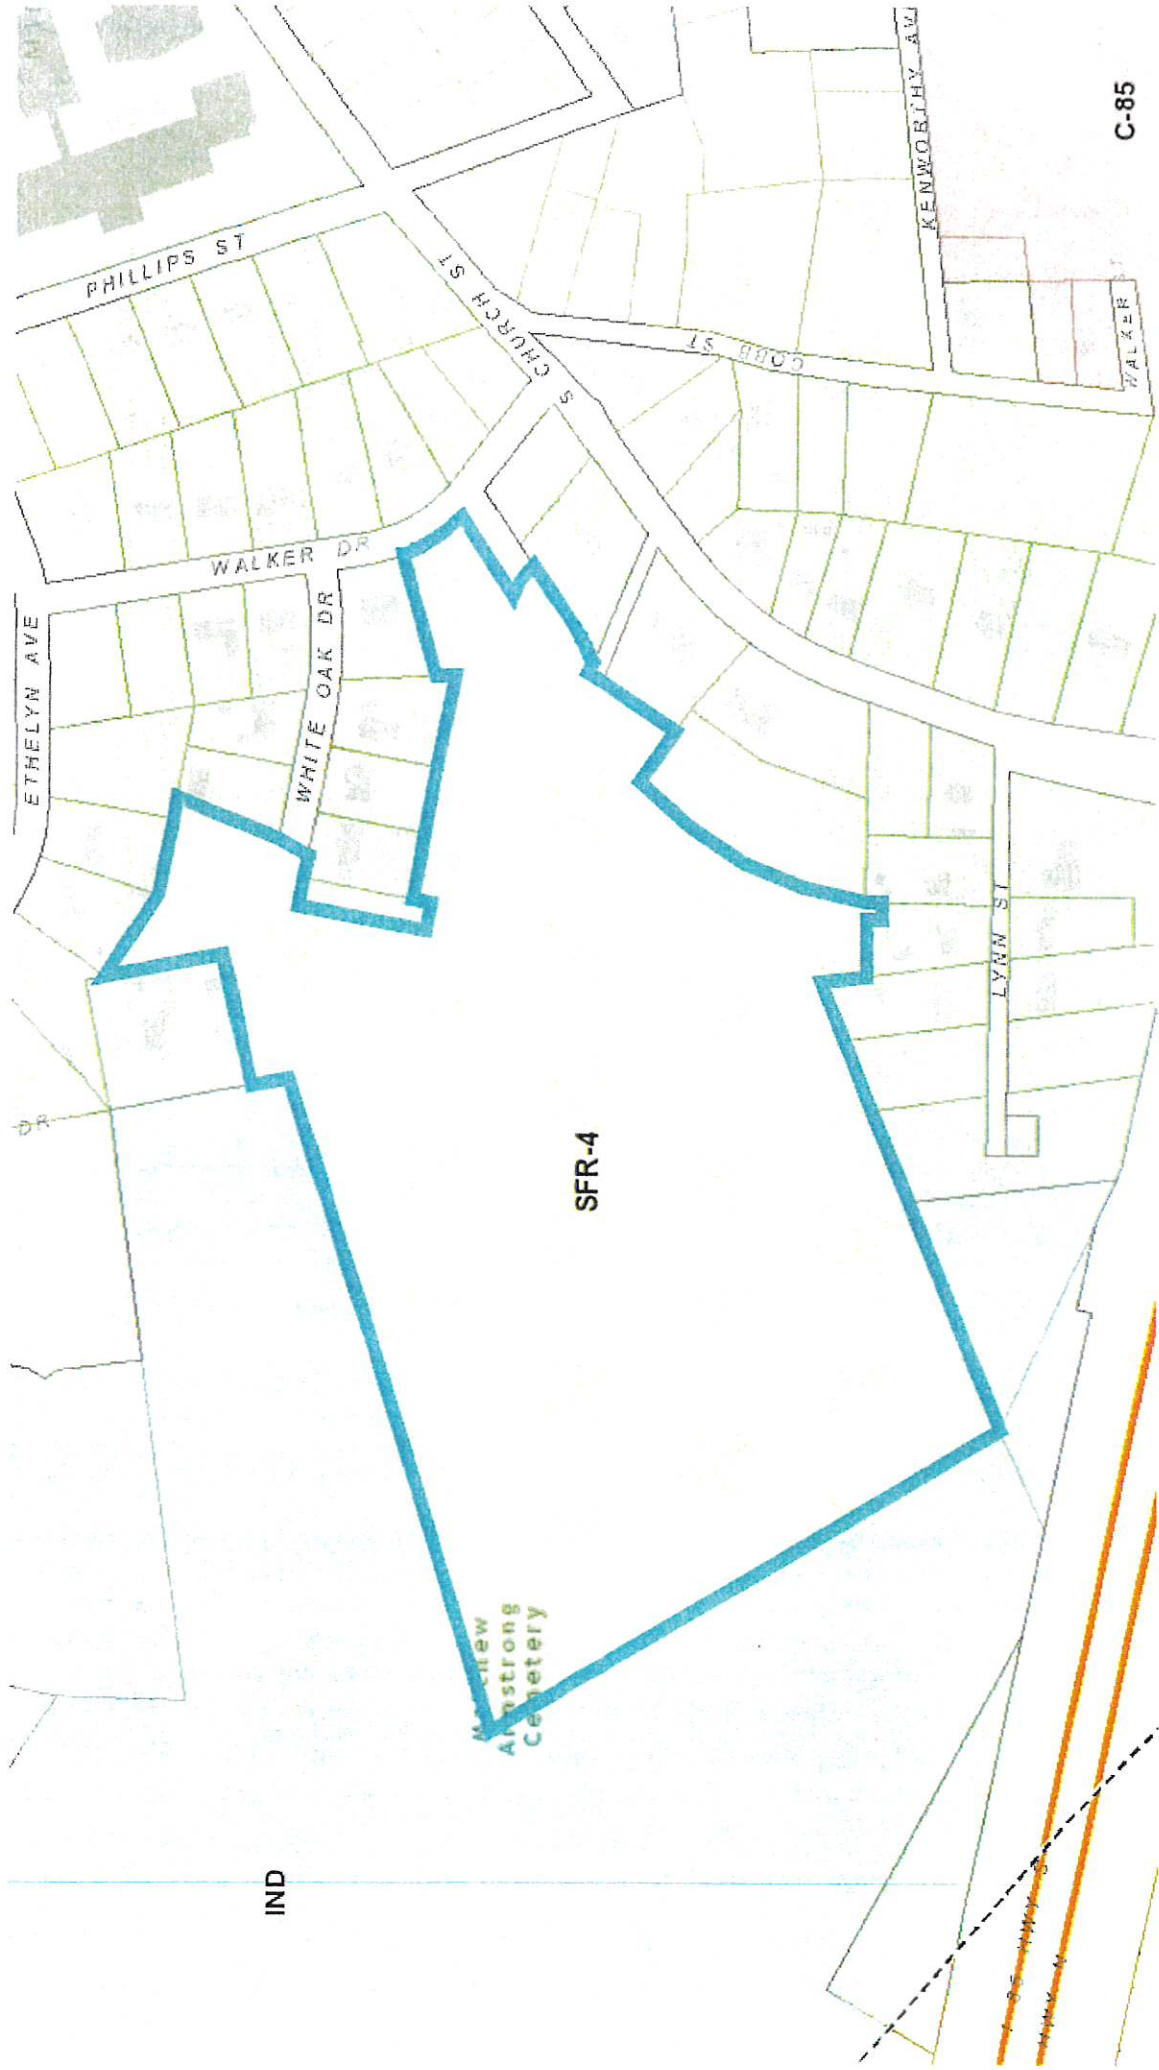 C-85
PHILLIPS ST
S CHURCH ST
KENWORTHY AV
COBB ST
WALKER ST
WALKER DR
WHITE OAK DR
ETHELYN AVE
LYNN ST
DR
SFR-4
Armstrong
Cemetery
IND